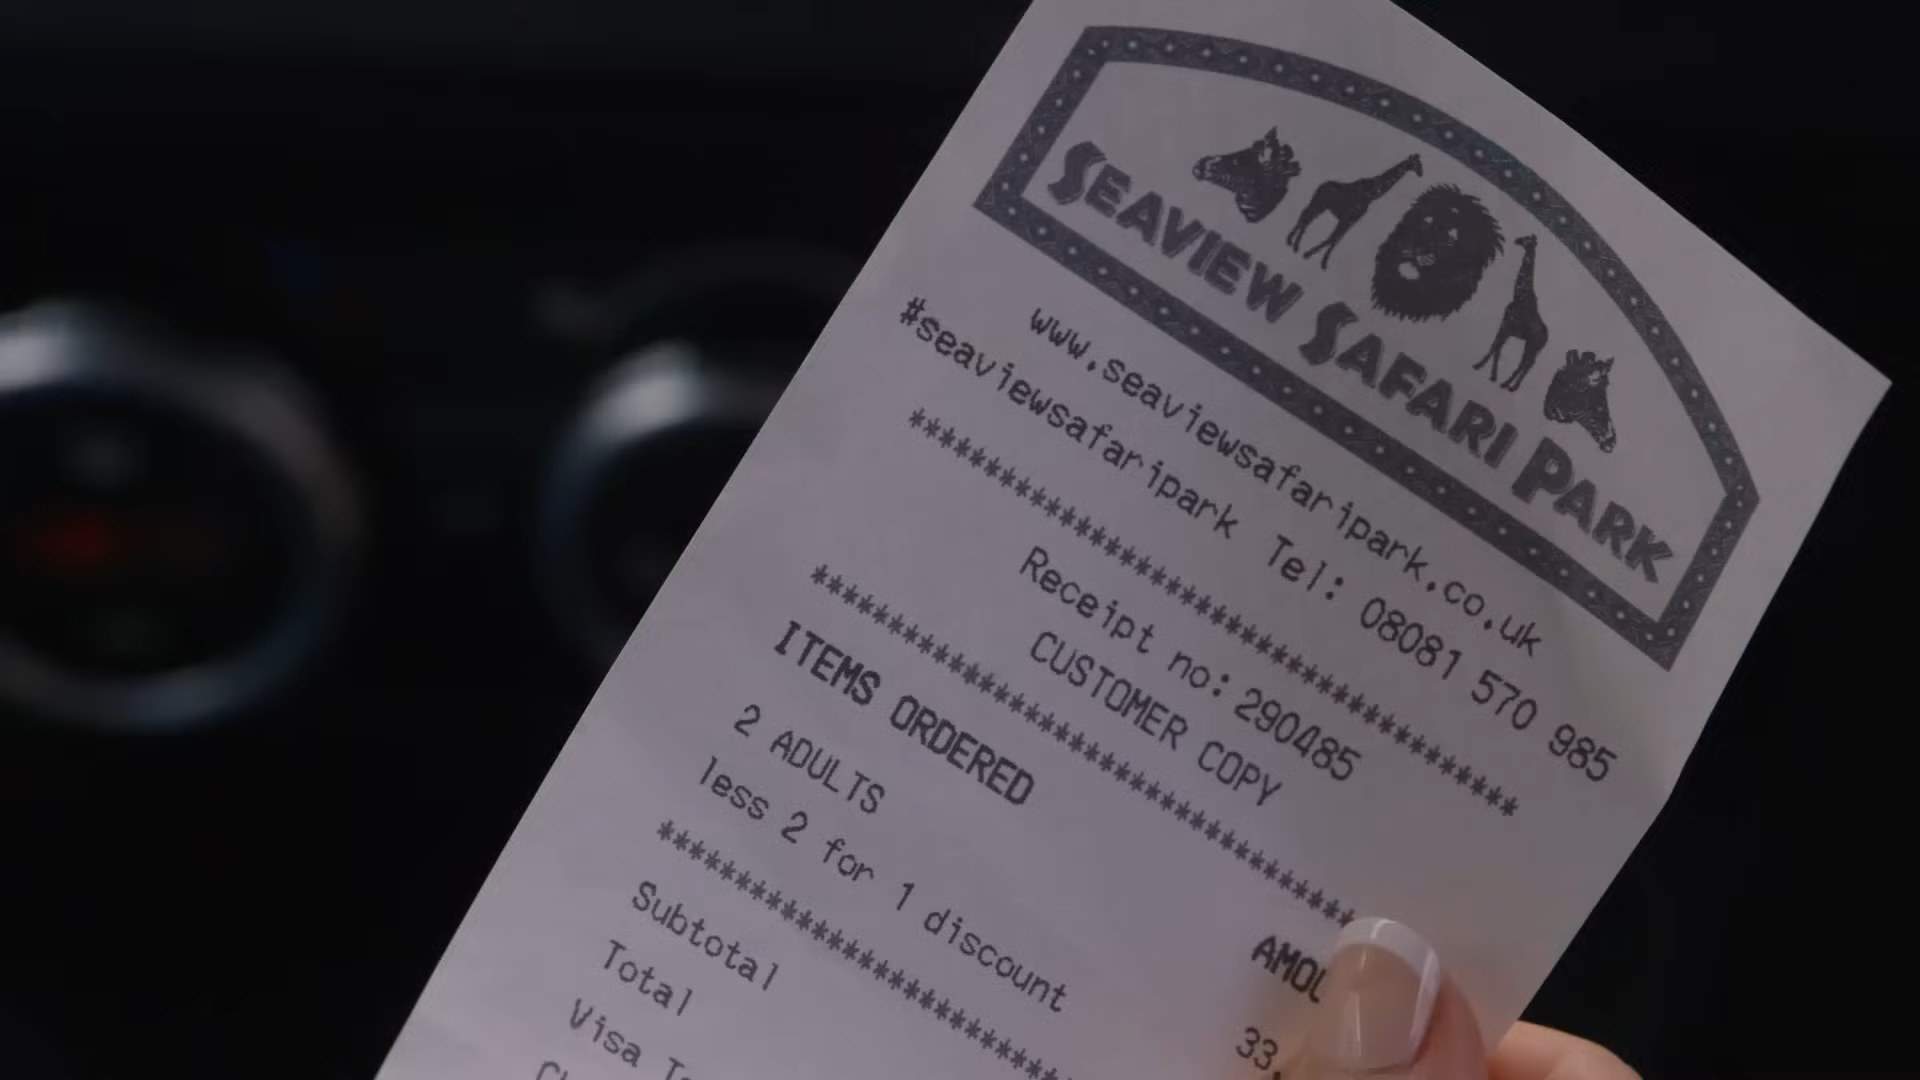 SEAVIEW SAFARI PARK
www.seaviewsafaripark.co.uk
#seaviewsafaripark Tel: 08081 570 985
****************************************
Receipt no: 290485
CUSTOMER COPY
****************************************
ITEMS ORDERED
2 ADULTS
33.
less 2 for 1 discount
****************************
Subtotal
Total
Visa